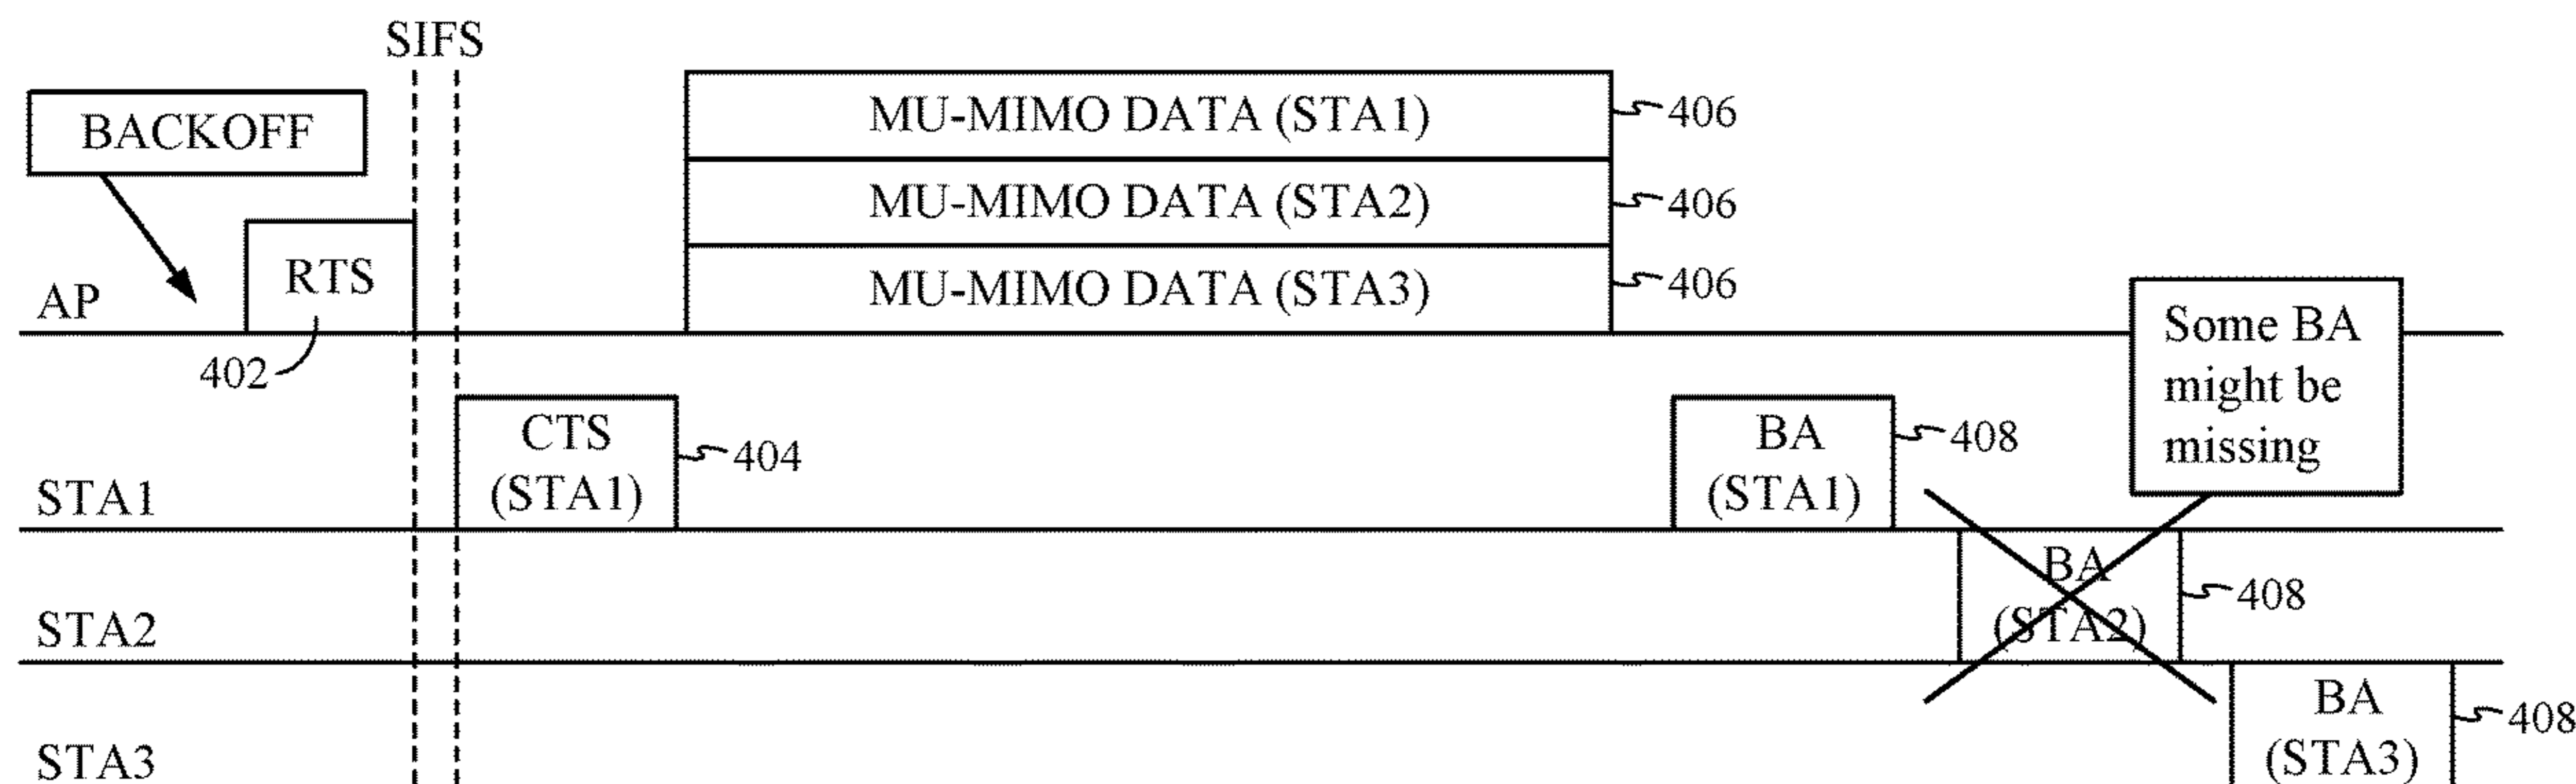 SIFS
BACKOFF
MU-MIMO DATA (STA1)
406
MU-MIMO DATA (STA2)
406
MU-MIMO DATA (STA3)
406
RTS
AP
402
Some BA
might be
missing
CTS
(STA1)
404
BA
(STA1)
408
STA1
BA
(STA2)
408
STA2
BA
(STA3)
408
STA3